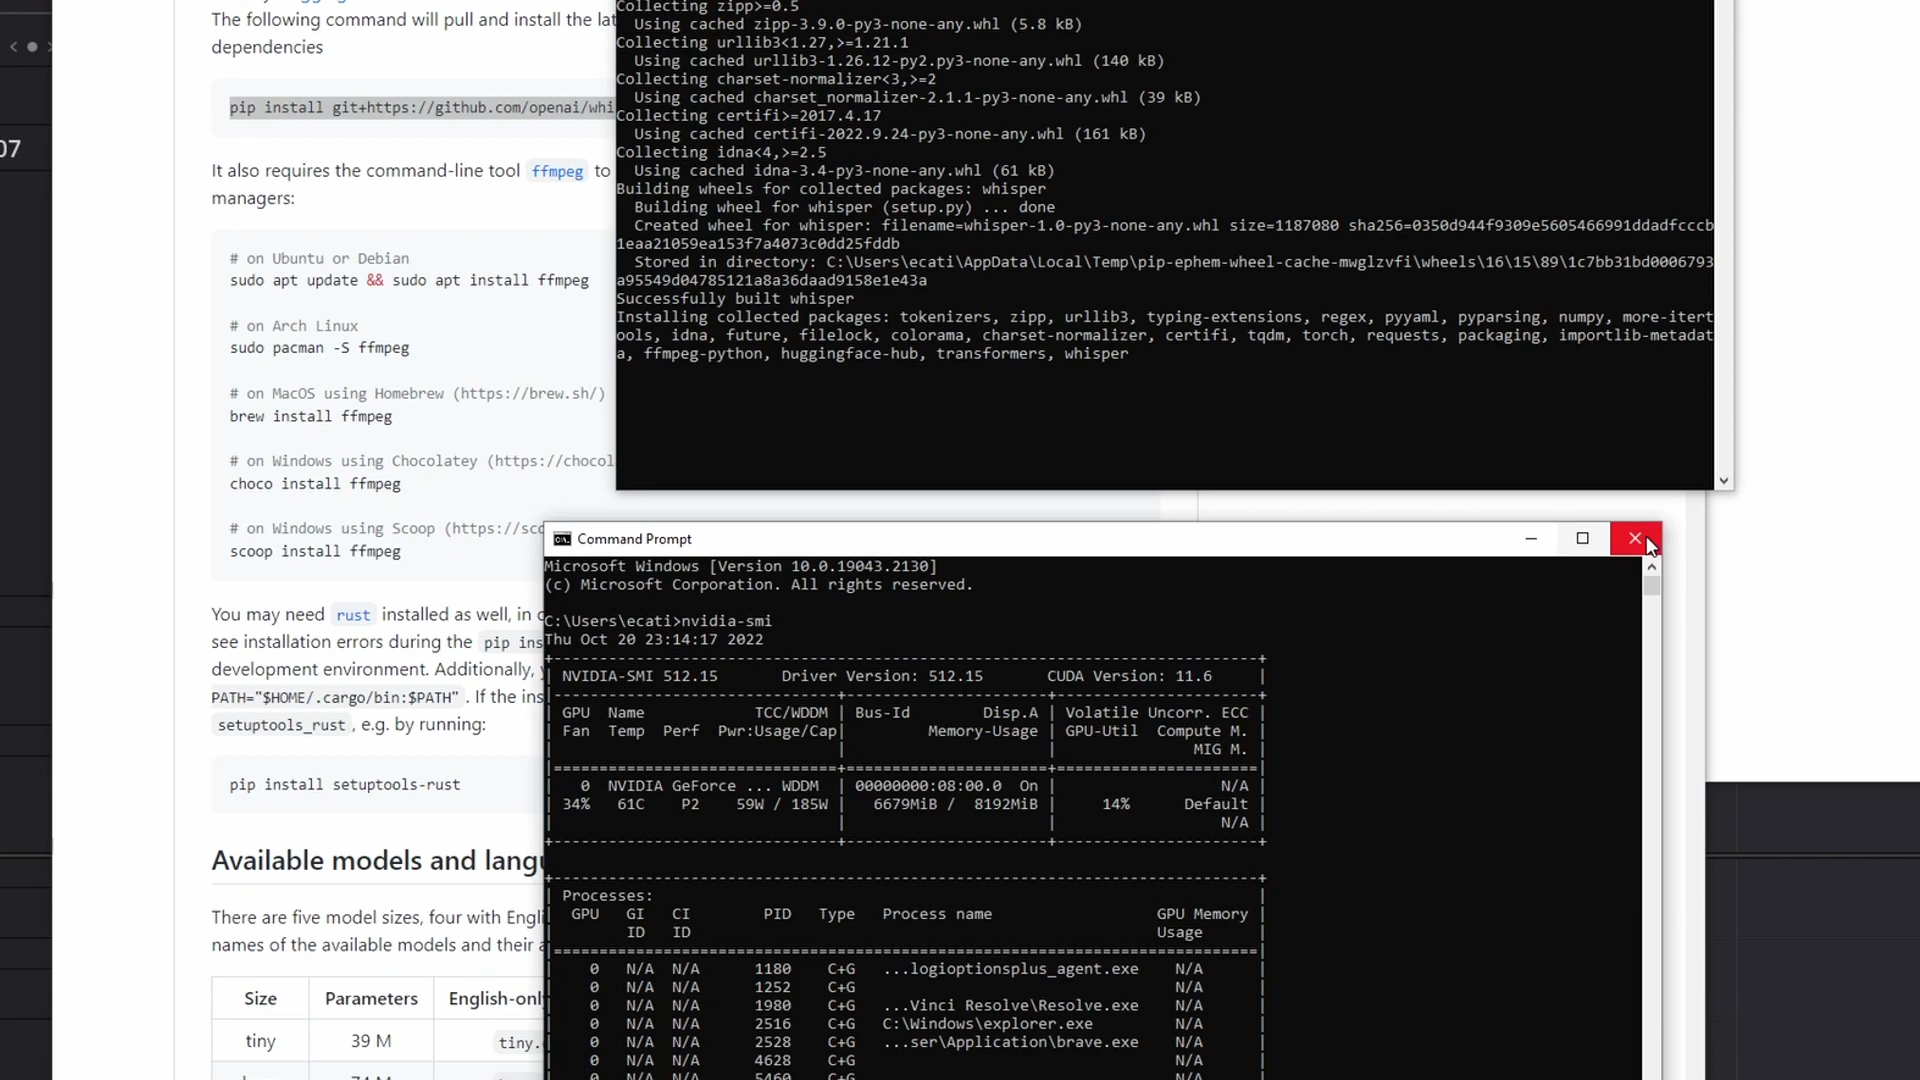 The following command will pull and install the lat
dependencies
07
pip install git+https://github.com/openai/whi
It also requires the command-line tool ffmpeg to
managers:
# on Ubuntu or Debian
sudo apt update && sudo apt install ffmpeg
# on Arch Linux
sudo pacman -S ffmpeg
# on MacOS using Homebrew (https://brew.sh/)
brew install ffmpeg
# on Windows using Chocolatey (https://chocol
choco install ffmpeg
# on Windows using Scoop (https://sco
scoop install ffmpeg
You may need rust installed as well, in
see installation errors during the pip ins
development environment. Additionally,
PATH="$HOME/.cargo/bin:$PATH" . If the ins
setuptools_rust , e.g. by running:
pip install setuptools-rust
Available models and langu
There are five model sizes, four with Engli
names of the available models and their a
Size Parameters English-only
tiny 39 M tiny.
74 M
Collecting zipp>=0.5
Using cached zipp-3.9.0-py3-none-any.whl (5.8 kB)
Collecting urllib3<1.27,>=1.21.1
Using cached urllib3-1.26.12-py2.py3-none-any.whl (140 kB)
Collecting charset-normalizer<3,>=2
Using cached charset_normalizer-2.1.1-py3-none-any.whl (39 kB)
Collecting certifi>=2017.4.17
Using cached certifi-2022.9.24-py3-none-any.whl (161 kB)
Collecting idna<4,>=2.5
Using cached idna-3.4-py3-none-any.whl (61 kB)
Building wheels for collected packages: whisper
Building wheel for whisper (setup.py) ... done
Created wheel for whisper: filename=whisper-1.0-py3-none-any.whl size=1187080 sha256=0350d944f9309e5605466991ddadfcccb
1eaa21059ea153f7a4073c0dd25fddb
Stored in directory: C:\Users\ecati\AppData\Local\Temp\pip-ephem-wheel-cache-mwglzvfi\wheels\16\15\89\1c7bb31bd0006793
a95549d04785121a8a36daad9158e1e43a
Successfully built whisper
Installing collected packages: tokenizers, zipp, urllib3, typing-extensions, regex, pyyaml, pyparsing, numpy, more-itert
ools, idna, future, filelock, colorama, charset-normalizer, certifi, tqdm, torch, requests, packaging, importlib-metadat
a, ffmpeg-python, huggingface-hub, transformers, whisper
Command Prompt
Microsoft Windows [Version 10.0.19043.2130]
(c) Microsoft Corporation. All rights reserved.
C:\Users\ecati>nvidia-smi
Thu Oct 20 23:14:17 2022
NVIDIA-SMI 512.15 Driver Version: 512.15 CUDA Version: 11.6
GPU Name TCC/WDDM | Bus-Id Disp.A | Volatile Uncorr. ECC
Fan Temp Perf Pwr:Usage/Cap| Memory-Usage | GPU-Util Compute M.
MIG M.
0 NVIDIA GeForce ... WDDM | 00000000:08:00.0 On | N/A
34% 61C P2 59W / 185W | 6679MiB / 8192MiB | 14% Default
N/A
Processes:
GPU GI CI PID Type Process name GPU Memory
ID ID Usage
0 N/A N/A 1180 C+G ...logioptionsplus_agent.exe N/A
0 N/A N/A 1252 C+G N/A
0 N/A N/A 1980 C+G ...Vinci Resolve\Resolve.exe N/A
0 N/A N/A 2516 C+G C:\Windows\explorer.exe N/A
0 N/A N/A 2528 C+G ...ser\Application\brave.exe N/A
0 N/A N/A 4628 C+G N/A
0 N/A N/A 5460 C+G N/A